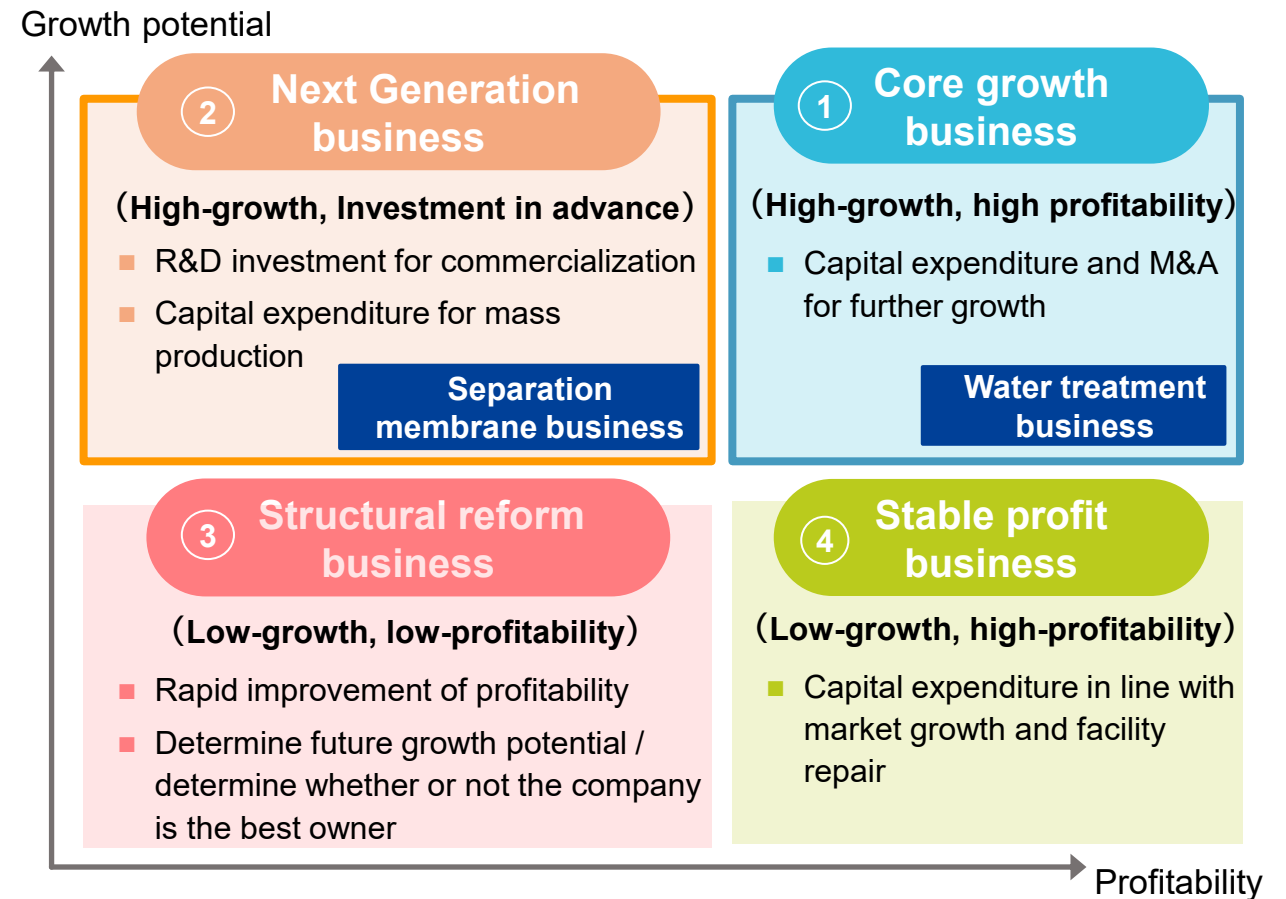 Growth potential
② Next Generation
business
（High-growth, Investment in advance）
■ R&D investment for commercialization
■ Capital expenditure for mass
production
Separation
membrane business
① Core growth
business
（High-growth, high profitability）
■ Capital expenditure and M&A
for further growth
Water treatment
business
③ Structural reform
business
（Low-growth, low-profitability）
■ Rapid improvement of profitability
■ Determine future growth potential /
determine whether or not the company
is the best owner
④ Stable profit
business
（Low-growth, high-profitability）
■ Capital expenditure in line with
market growth and facility
repair
Profitability